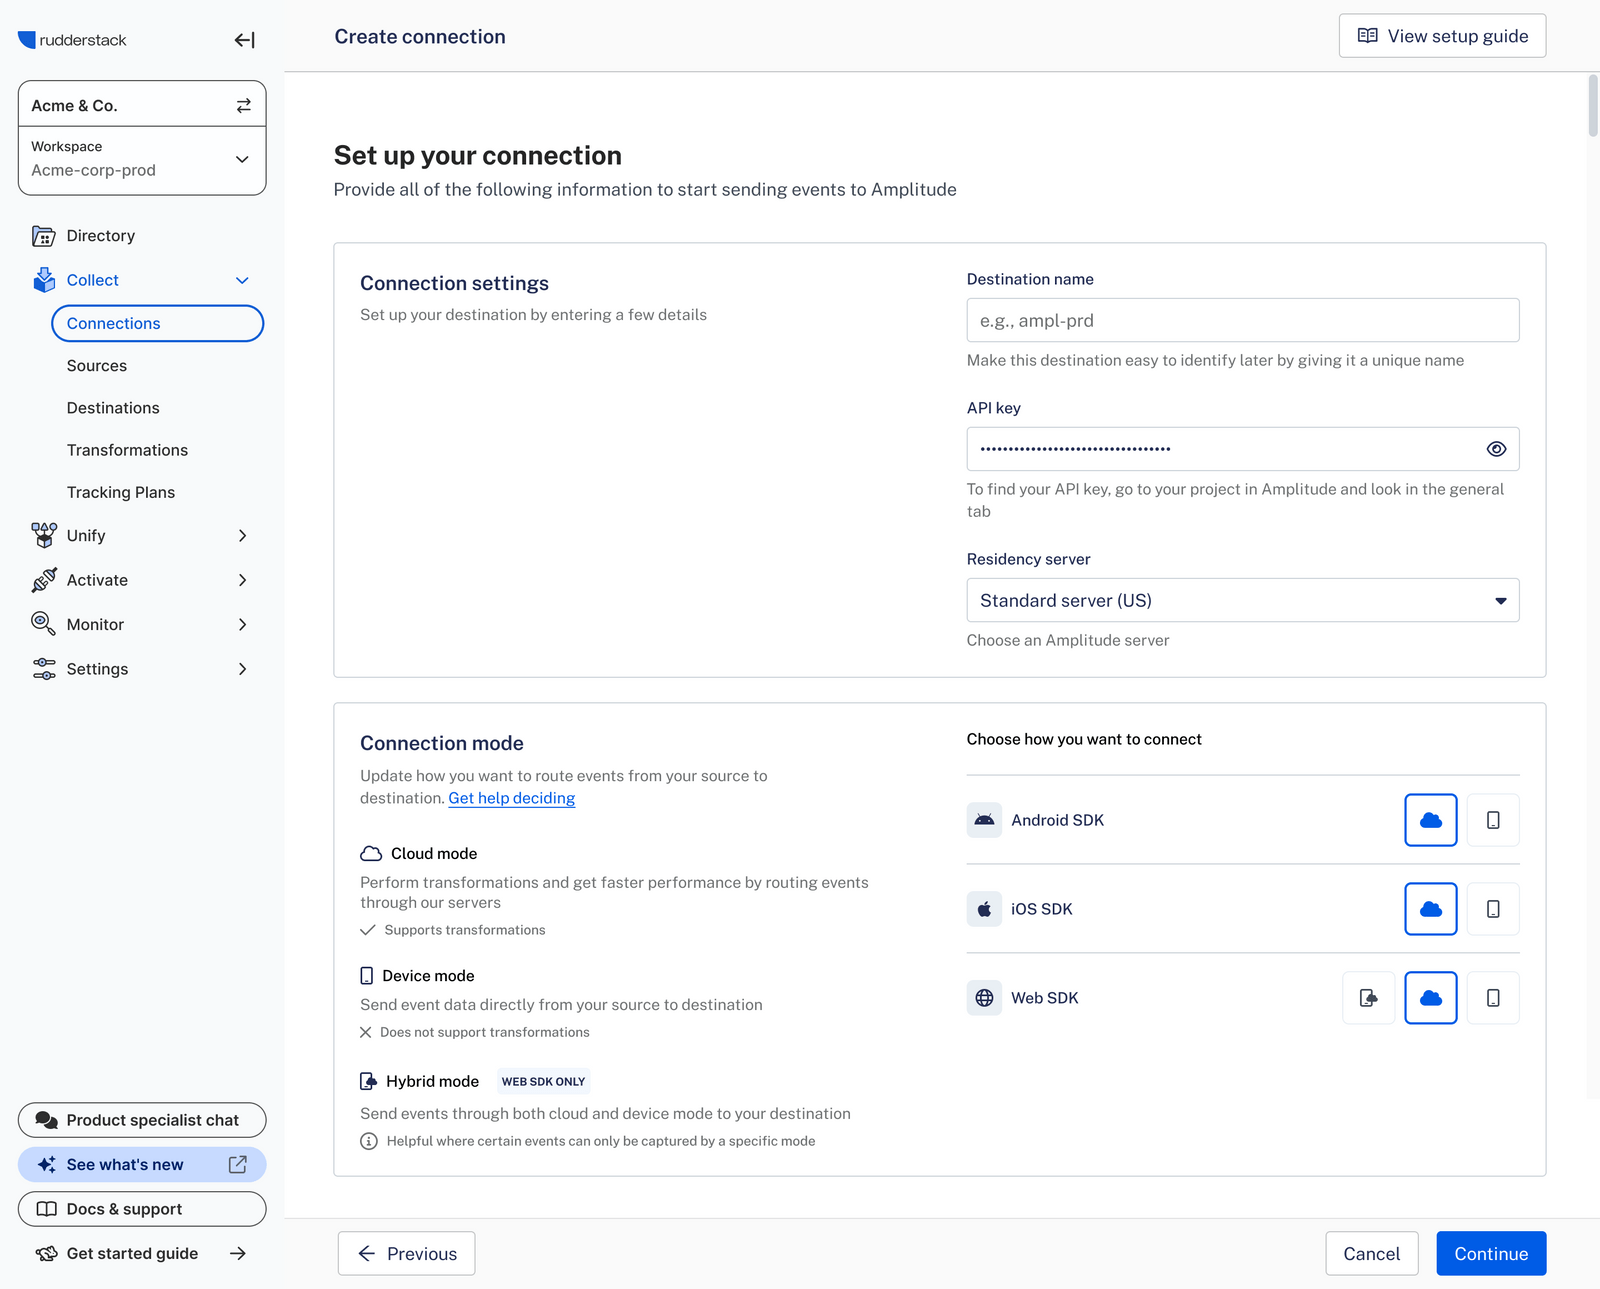 rudderstack
Acme & Co.
Workspace
Acme-corp-prod
Directory
Collect
Connections
Sources
Destinations
Transformations
Tracking Plans
Unify
Activate
Monitor
Settings
Product specialist chat
See what's new
Docs & support
Get started guide
Create connection
View setup guide
Set up your connection
Provide all of the following information to start sending events to Amplitude
Connection settings
Set up your destination by entering a few details
Destination name
e.g., ampl-prd
Make this destination easy to identify later by giving it a unique name
API key
••••••••••••••••••••••••••••••••••
To find your API key, go to your project in Amplitude and look in the general
tab
Residency server
Standard server (US)
Choose an Amplitude server
Connection mode
Update how you want to route events from your source to
destination. Get help deciding
Cloud mode
Perform transformations and get faster performance by routing events
through our servers
Supports transformations
Device mode
Send event data directly from your source to destination
Does not support transformations
Hybrid mode WEB SDK ONLY
Send events through both cloud and device mode to your destination
Helpful where certain events can only be captured by a specific mode
Choose how you want to connect
Android SDK
iOS SDK
Web SDK
Previous
Cancel
Continue